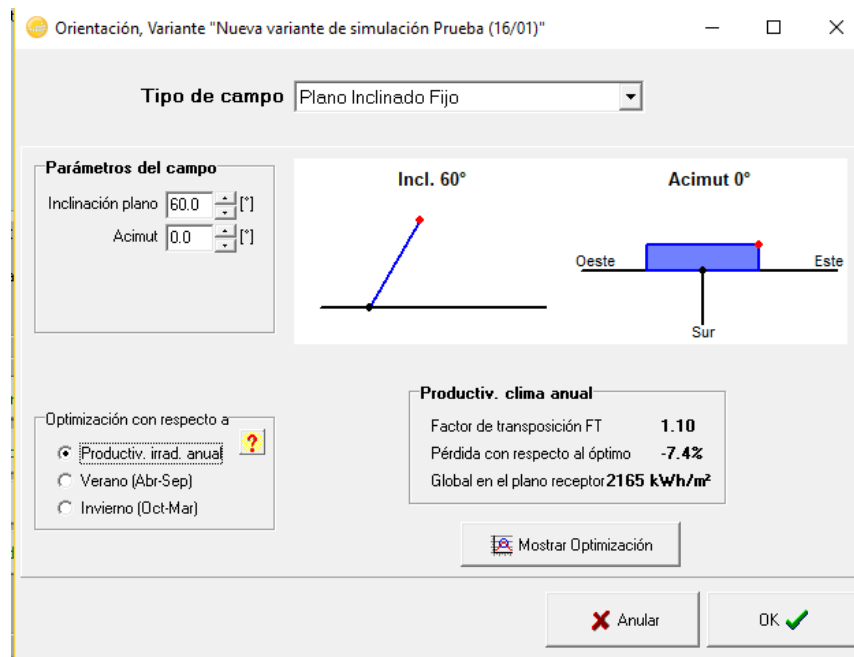 Orientación, Variante "Nueva variante de simulación Prueba (16/01)"
Tipo de campo Plano Inclinado Fijo
Parámetros del campo
Inclinación plano 60.0 [°]
Acimut 0.0 [°]
Incl. 60°
Acimut 0°
Oeste
Este
Sur
Optimización con respecto a
Productiv. irrad. anual
?
Verano (Abr-Sep)
Invierno (Oct-Mar)
Productiv. clima anual
Factor de transposición FT 1.10
Pérdida con respecto al óptimo -7.4%
Global en el plano receptor 2165 kWh/m²
Mostrar Optimización
Anular
OK